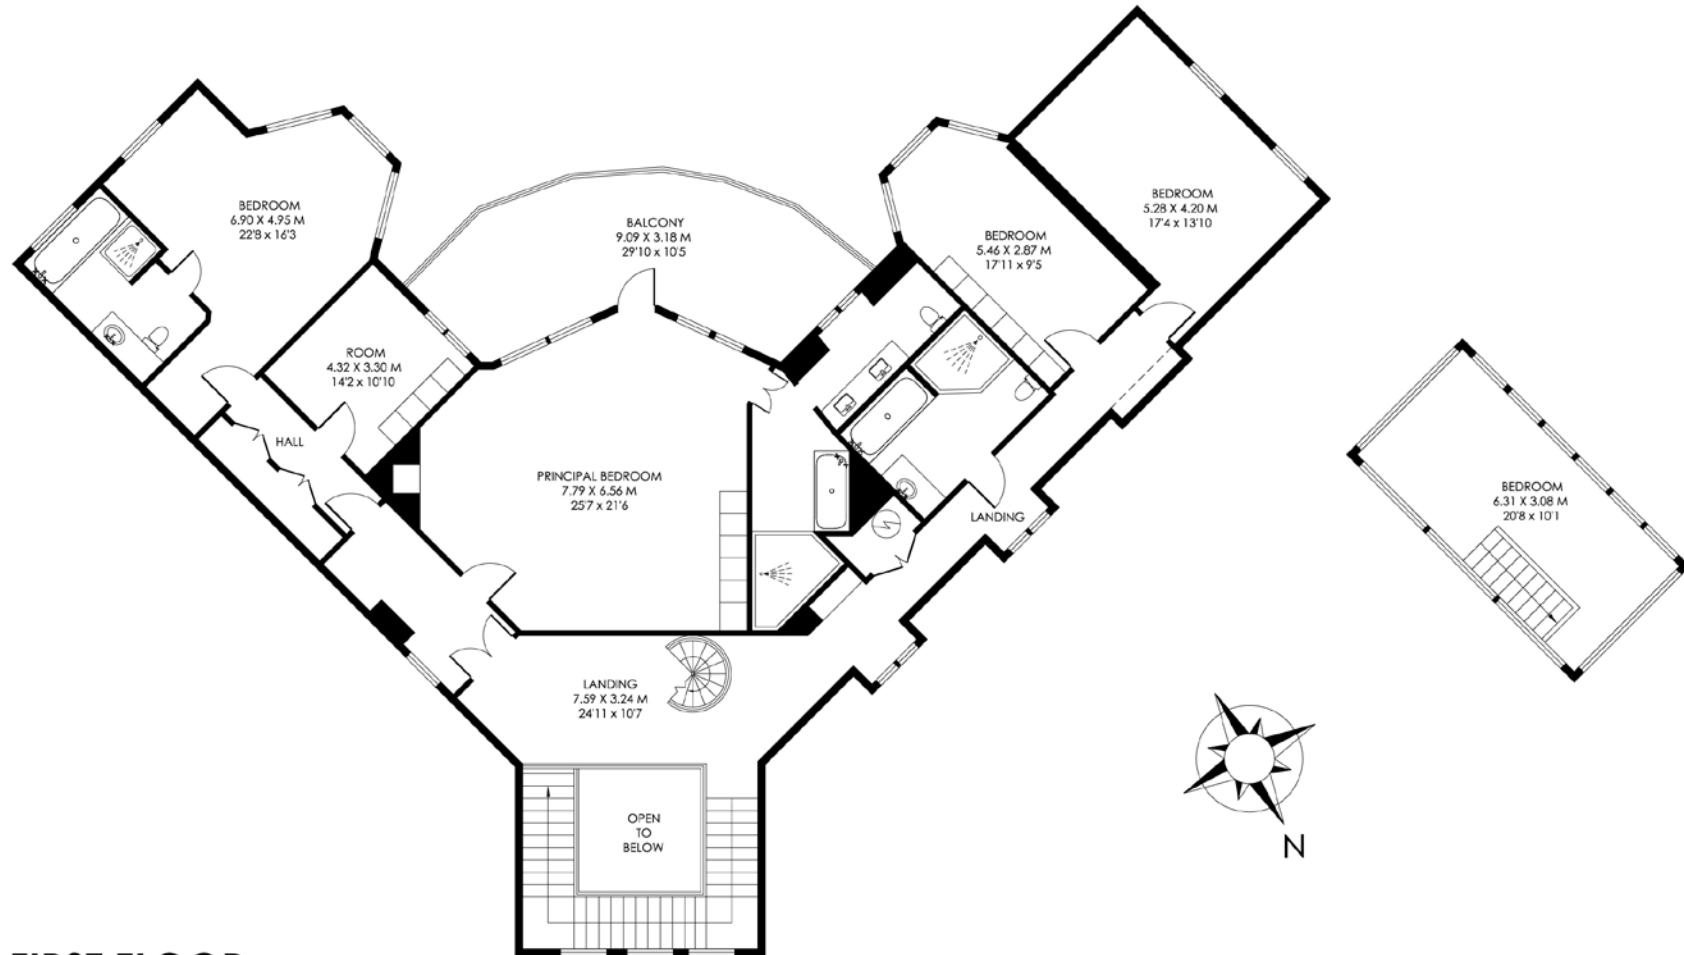 BEDROOM
6.90 X 4.95 M
22'8 x 16'3
BALCONY
9.09 X 3.18 M
29'10 x 10'5
BEDROOM
5.46 X 2.87 M
17'11 x 9'5
BEDROOM
5.28 X 4.20 M
17'4 x 13'10
ROOM
4.32 X 3.30 M
14'2 x 10'10
HALL
PRINCIPAL BEDROOM
7.79 X 6.56 M
25'7 x 21'6
LANDING
BEDROOM
6.31 X 3.08 M
20'8 x 10'1
LANDING
7.59 X 3.24 M
24'11 x 10'7
OPEN
TO
BELOW
N
FIRST FLOOR